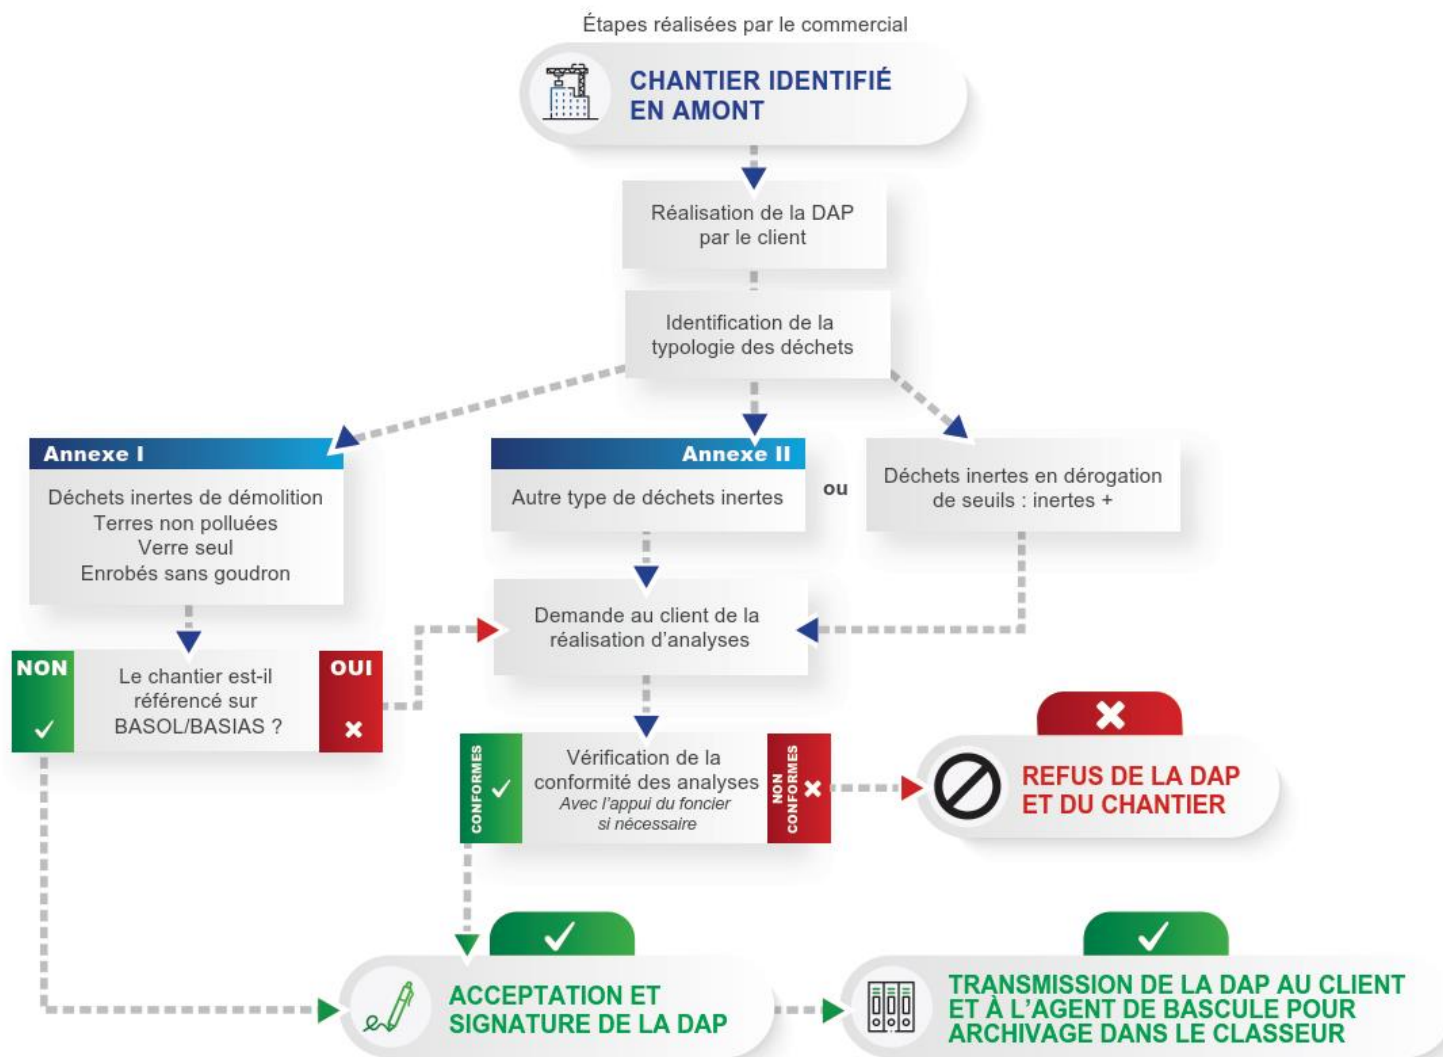 Étapes réalisées par le commercial
CHANTIER IDENTIFIÉ
EN AMONT
Réalisation de la DAP
par le client
Identification de la
typologie des déchets
Annexe I
Déchets inertes de démolition
Terres non polluées
Verre seul
Enrobés sans goudron
Annexe II
Autre type de déchets inertes
ou
Déchets inertes en dérogation
de seuils : inertes +
Demande au client de la
réalisation d'analyses
NON
Le chantier est-il
référencé sur
BASOL/BASIAS ?
OUI
CONFORMES
Vérification de la
conformité des analyses
Avec l'appui du foncier
si nécessaire
NON
CONFORMES
REFUS DE LA DAP
ET DU CHANTIER
ACCEPTATION ET
SIGNATURE DE LA DAP
TRANSMISSION DE LA DAP AU CLIENT
ET À L'AGENT DE BASCULE POUR
ARCHIVAGE DANS LE CLASSEUR